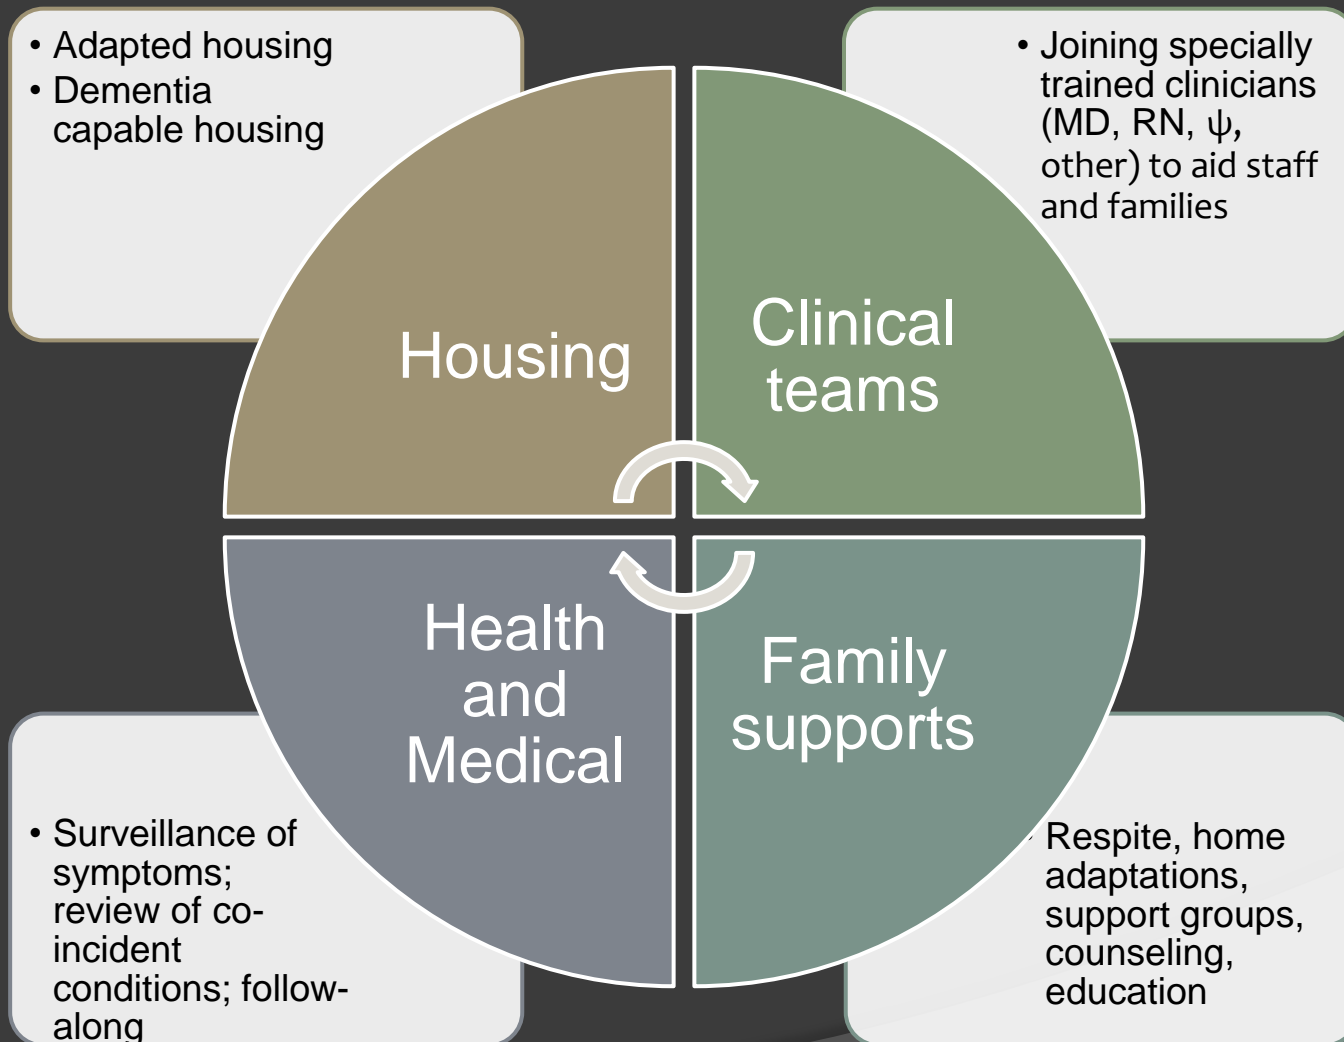 • Adapted housing
• Dementia
capable housing
• Joining specially
trained clinicians
(MD, RN, ψ,
other) to aid staff
and families
Housing
Clinical
teams
Health
and
Medical
Family
supports
• Surveillance of
symptoms;
review of co-
incident
conditions; follow-
along
• Respite, home
adaptations,
support groups,
counseling,
education